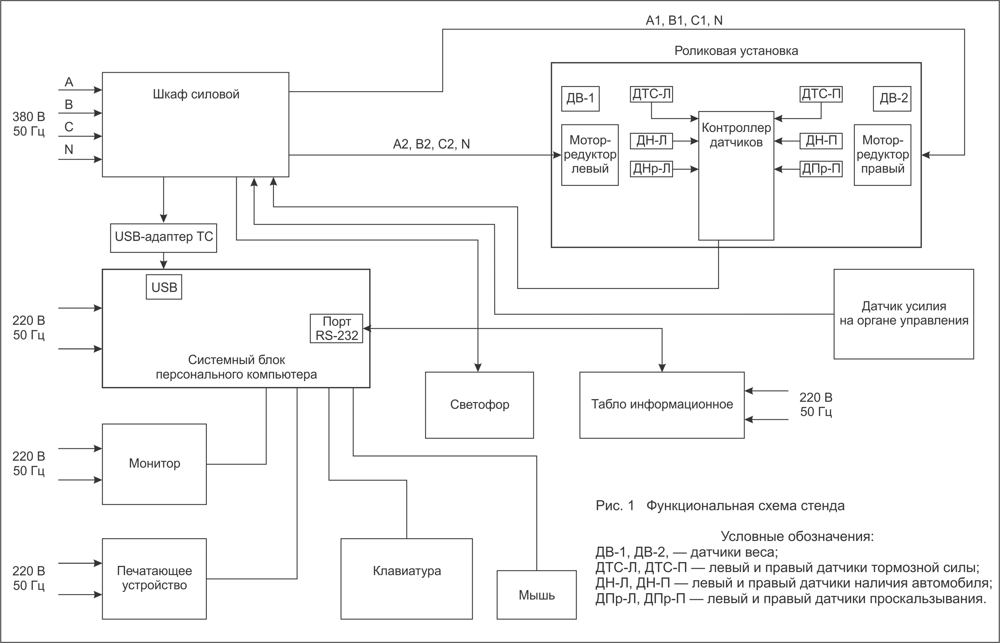 A1, B1, C1, N
Роликовая установка
A
B
C
N
380 В
50 Гц
Шкаф силовой
A2, B2, C2, N
ДВ-1
ДТС-Л
ДТС-П
ДВ-2
Мотор-
редуктор
левый
ДН-Л
ДНр-Л
Контроллер
датчиков
ДН-П
ДПр-П
Мотор-
редуктор
правый
USB-адаптер ТС
USB
220 В
50 Гц
Порт
RS-232
Системный блок
персонального компьютера
Датчик усилия
на органе управления
Светофор
Табло информационное
220 В
50 Гц
220 В
50 Гц
Монитор
220 В
50 Гц
Печатающее
устройство
Клавиатура
Мышь
Рис. 1 Функциональная схема стенда
Условные обозначения:
ДВ-1, ДВ-2, — датчики веса;
ДТС-Л, ДТС-П — левый и правый датчики тормозной силы;
ДН-Л, ДН-П — левый и правый датчики наличия автомобиля;
ДПр-Л, ДПр-П — левый и правый датчики проскальзывания.